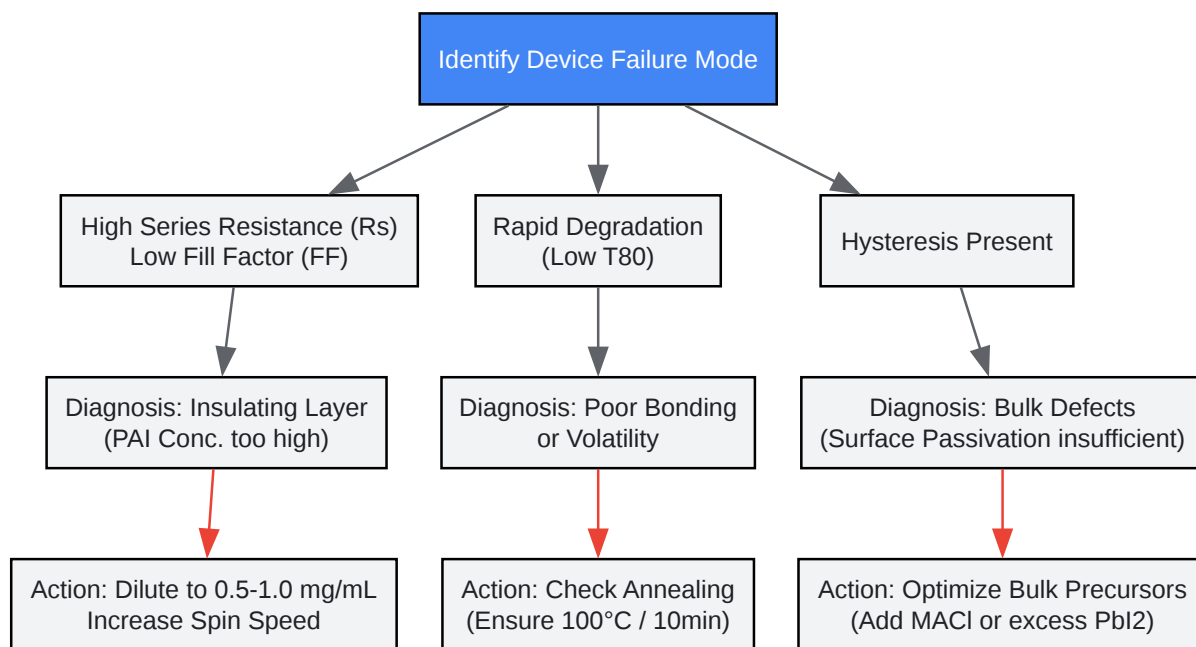 Identify Device Failure Mode
High Series Resistance (Rs)
Low Fill Factor (FF)
Rapid Degradation
(Low T80)
Hysteresis Present
Diagnosis: Insulating Layer
(PAI Conc. too high)
Diagnosis: Poor Bonding
or Volatility
Diagnosis: Bulk Defects
(Surface Passivation insufficient)
Action: Dilute to 0.5-1.0 mg/mL
Increase Spin Speed
Action: Check Annealing
(Ensure 100°C / 10min)
Action: Optimize Bulk Precursors
(Add MACl or excess PbI2)